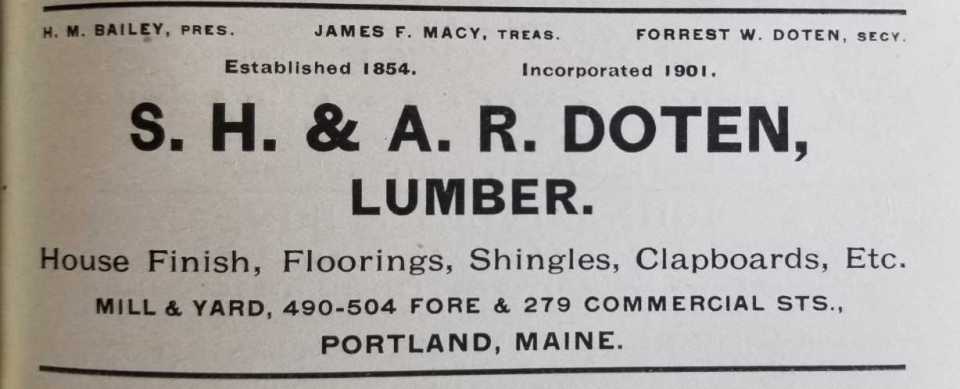 H. M. BAILEY, PRES. JAMES F. MACY, TREAS. FORREST W. DOTEN, SECY.
Established 1854. Incorporated 1901.
S. H. & A. R. DOTEN,
LUMBER.
House Finish, Floorings, Shingles, Clapboards, Etc.
MILL & YARD, 490-504 FORE & 279 COMMERCIAL STS.,
PORTLAND, MAINE.